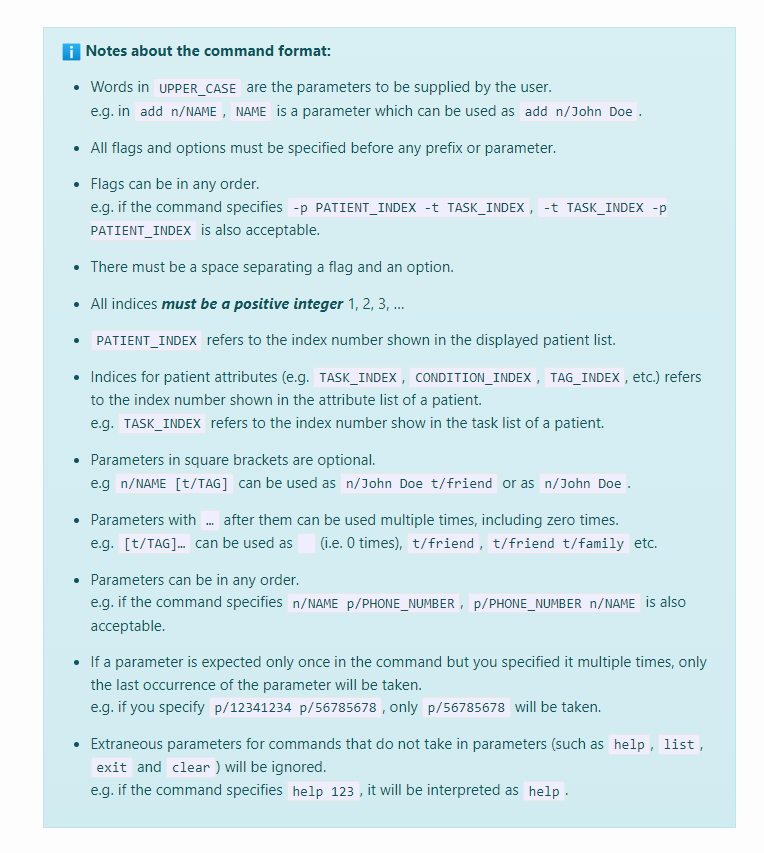 ℹ️ Notes about the command format:
• Words in UPPER_CASE are the parameters to be supplied by the user.
e.g. in add n/NAME, NAME is a parameter which can be used as add n/John Doe.
• All flags and options must be specified before any prefix or parameter.
• Flags can be in any order.
e.g. if the command specifies -p PATIENT_INDEX -t TASK_INDEX, -t TASK_INDEX -p
PATIENT_INDEX is also acceptable.
• There must be a space separating a flag and an option.
• All indices must be a positive integer 1, 2, 3, …
• PATIENT_INDEX refers to the index number shown in the displayed patient list.
• Indices for patient attributes (e.g. TASK_INDEX, CONDITION_INDEX, TAG_INDEX, etc.) refers
to the index number shown in the attribute list of a patient.
e.g. TASK_INDEX refers to the index number show in the task list of a patient.
• Parameters in square brackets are optional.
e.g n/NAME [t/TAG] can be used as n/John Doe t/friend or as n/John Doe.
• Parameters with … after them can be used multiple times, including zero times.
e.g. [t/TAG]… can be used as   (i.e. 0 times), t/friend, t/friend t/family etc.
• Parameters can be in any order.
e.g. if the command specifies n/NAME p/PHONE_NUMBER, p/PHONE_NUMBER n/NAME is also
acceptable.
• If a parameter is expected only once in the command but you specified it multiple times, only
the last occurrence of the parameter will be taken.
e.g. if you specify p/12341234 p/56785678, only p/56785678 will be taken.
• Extraneous parameters for commands that do not take in parameters (such as help, list,
exit and clear) will be ignored.
e.g. if the command specifies help 123, it will be interpreted as help.